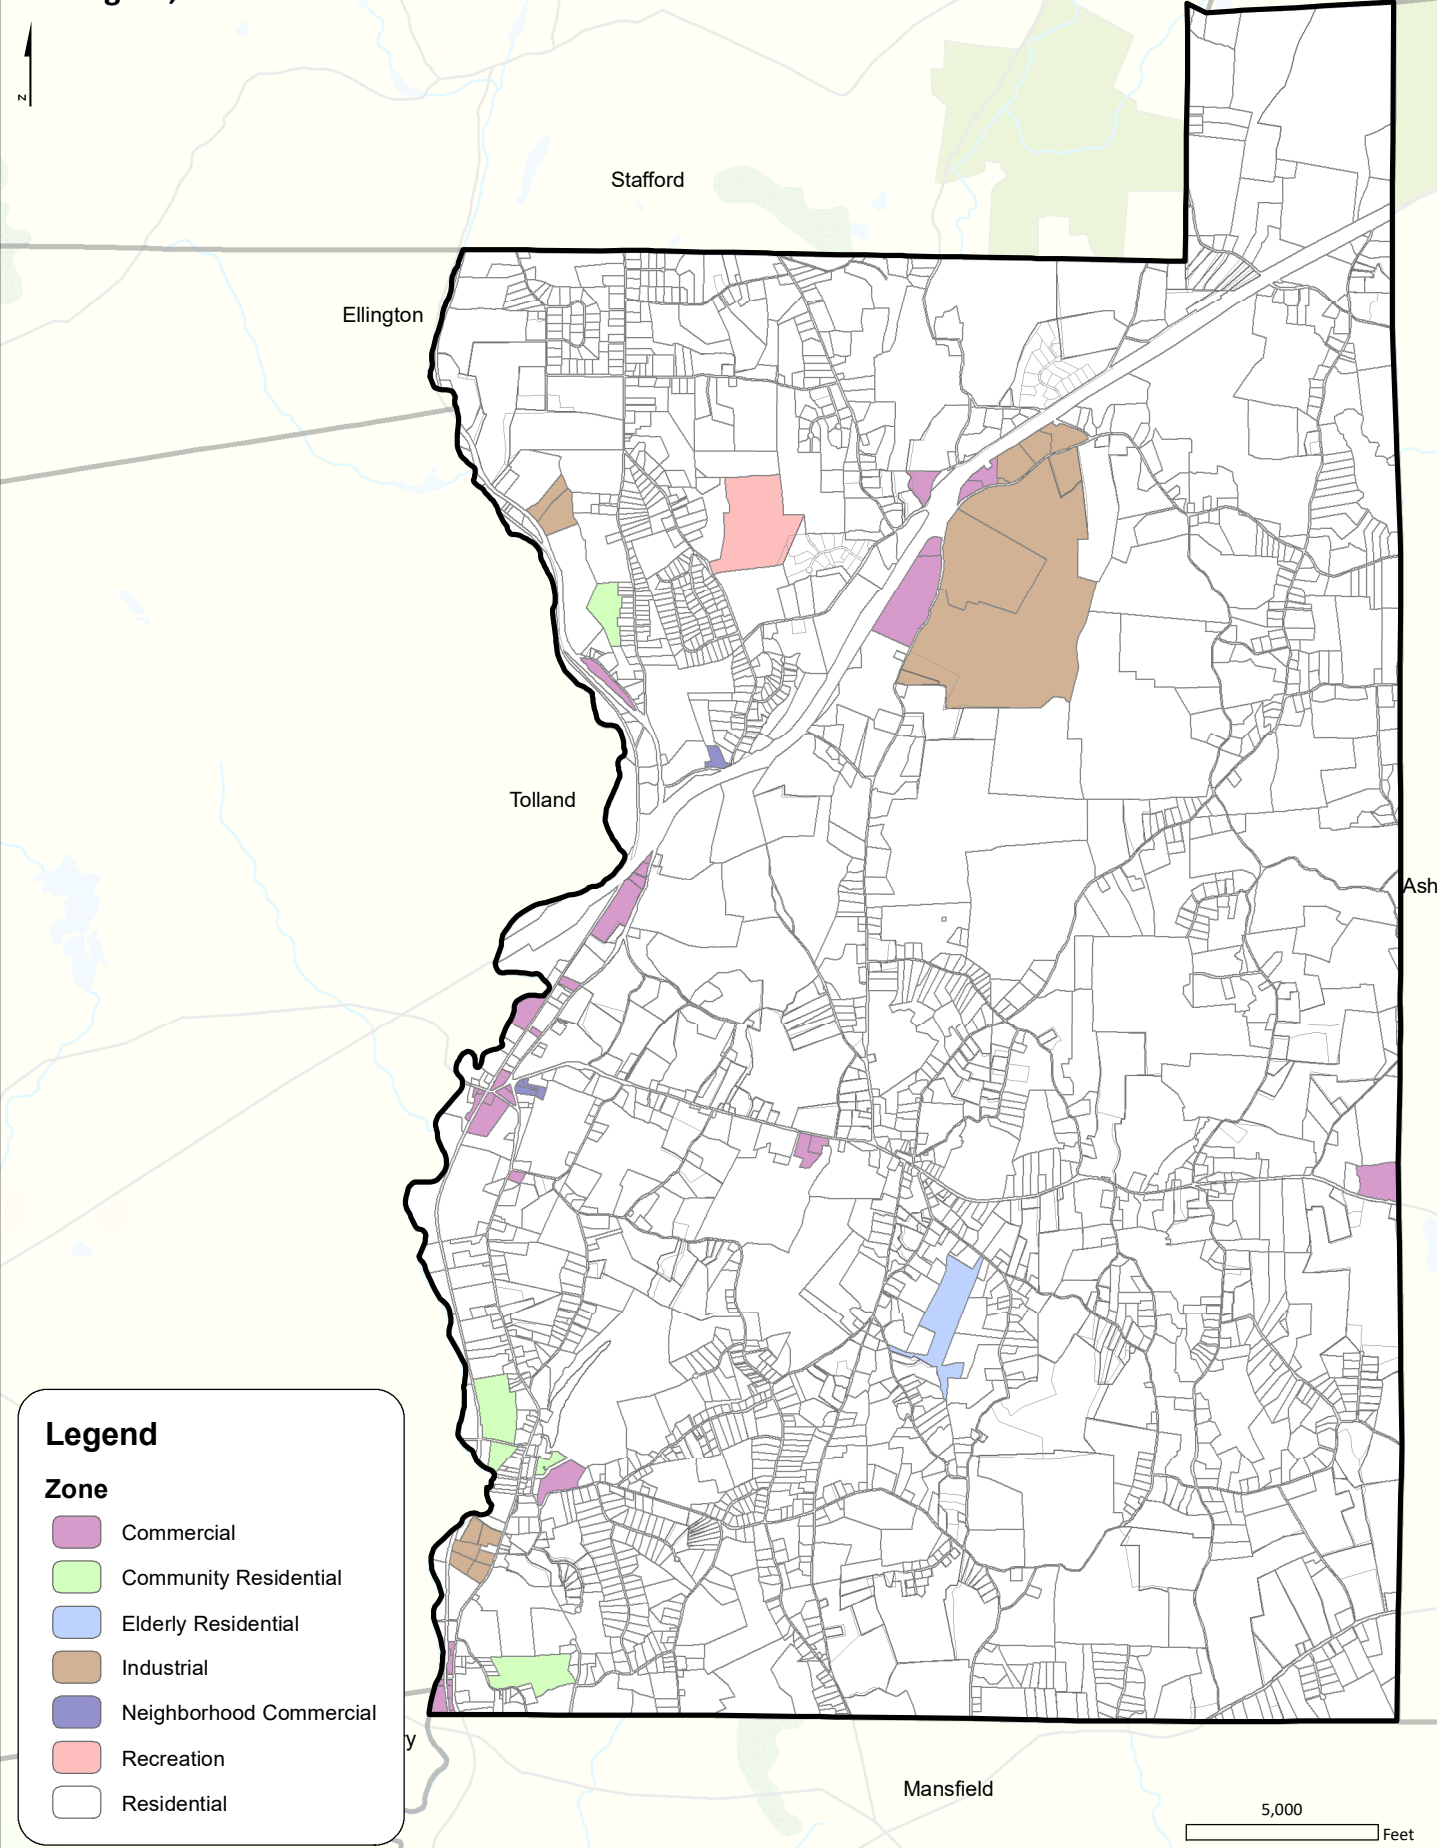 z
Stafford
Ellington
Tolland
Ash
Legend
Zone
Commercial
Community Residential
Elderly Residential
Industrial
Neighborhood Commercial
Recreation
Residential
y
Mansfield
5,000
Feet